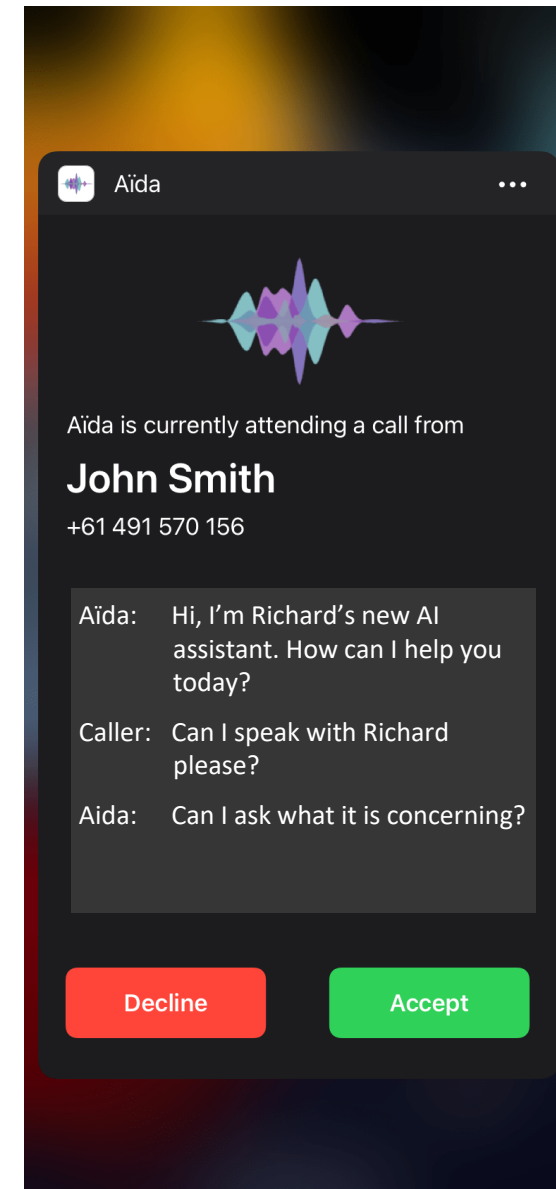 Aïda
Aïda is currently attending a call from
John Smith
+61 491 570 156
Aïda: Hi, I’m Richard’s new AI
assistant. How can I help you
today?
Caller: Can I speak with Richard
please?
Aida: Can I ask what it is concerning?
Decline
Accept